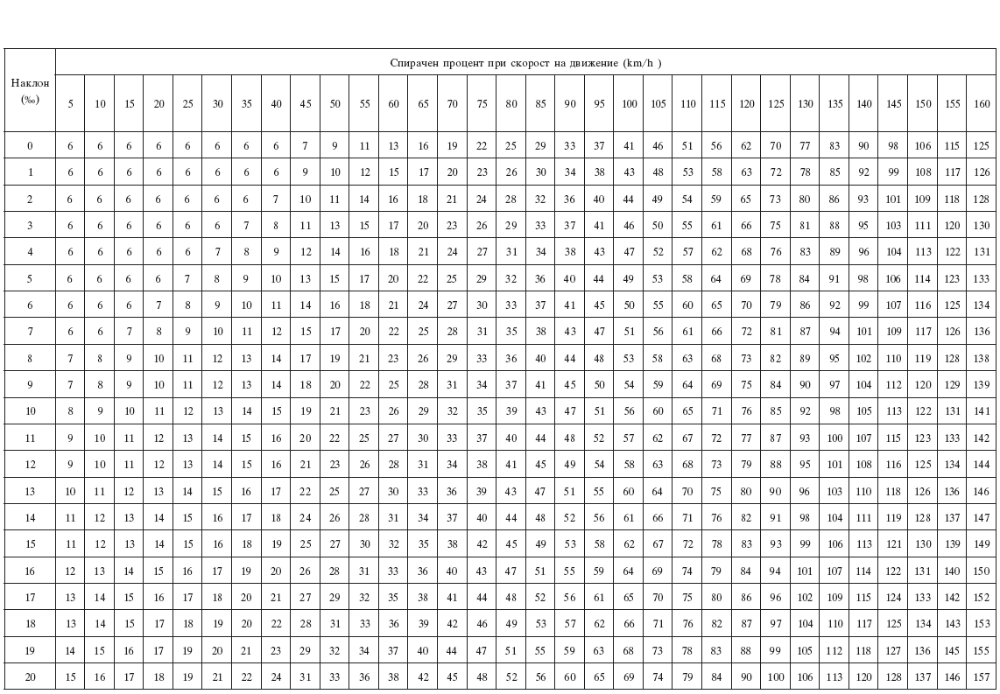 Спирачен процент при скорост на движение (km/h )
Наклон
(‰)
5 10 15 20 25 30 35 40 45 50 55 60 65 70 75 80 85 90 95 100 105 110 115 120 125 130 135 140 145 150 155 160
0 6 6 6 6 6 6 6 6 7 9 11 13 16 19 22 25 29 33 37 41 46 51 56 62 70 77 83 90 98 106 115 125
1 6 6 6 6 6 6 6 6 9 10 12 15 17 20 23 26 30 34 38 43 48 53 58 63 72 78 85 92 99 108 117 126
2 6 6 6 6 6 6 6 7 10 11 14 16 18 21 24 28 32 36 40 44 49 54 59 65 73 80 86 93 101 109 118 128
3 6 6 6 6 6 6 7 8 11 13 15 17 20 23 26 29 33 37 41 46 50 55 61 66 75 81 88 95 103 111 120 130
4 6 6 6 6 6 7 8 9 12 14 16 18 21 24 27 31 34 38 43 47 52 57 62 68 76 83 89 96 104 113 122 131
5 6 6 6 6 7 8 9 10 13 15 17 20 22 25 29 32 36 40 44 49 53 58 64 69 78 84 91 98 106 114 123 133
6 6 6 6 7 8 9 10 11 14 16 18 21 24 27 30 33 37 41 45 50 55 60 65 70 79 86 92 99 107 116 125 134
7 6 6 7 8 9 10 11 12 15 17 20 22 25 28 31 35 38 43 47 51 56 61 66 72 81 87 94 101 109 117 126 136
8 7 8 9 10 11 12 13 14 17 19 21 23 26 29 33 36 40 44 48 53 58 63 68 73 82 89 95 102 110 119 128 138
9 7 8 9 10 11 12 13 14 18 20 22 25 28 31 34 37 41 45 50 54 59 64 69 75 84 90 97 104 112 120 129 139
10 8 9 10 11 12 13 14 15 19 21 23 26 29 32 35 39 43 47 51 56 60 65 71 76 85 92 98 105 113 122 131 141
11 9 10 11 12 13 14 15 16 20 22 25 27 30 33 37 40 44 48 52 57 62 67 72 77 87 93 100 107 115 123 133 142
12 9 10 11 12 13 14 15 16 21 23 26 28 31 34 38 41 45 49 54 58 63 68 73 79 88 95 101 108 116 125 134 144
13 10 11 12 13 14 15 16 17 22 25 27 30 33 36 39 43 47 51 55 60 64 70 75 80 90 96 103 110 118 126 136 146
14 11 12 13 14 15 16 17 18 24 26 28 31 34 37 40 44 48 52 56 61 66 71 76 82 91 98 104 111 119 128 137 147
15 11 12 13 14 15 16 18 19 25 27 30 32 35 38 42 45 49 53 58 62 67 72 78 83 93 99 106 113 121 130 139 149
16 12 13 14 15 16 17 19 20 26 28 31 33 36 40 43 47 51 55 59 64 69 74 79 84 94 101 107 114 122 131 140 150
17 13 14 15 16 17 18 20 21 27 29 32 35 38 41 44 48 52 56 61 65 70 75 80 86 96 102 109 115 124 133 142 152
18 13 14 15 17 18 19 20 22 28 31 33 36 39 42 46 49 53 57 62 66 71 76 82 87 97 104 110 117 125 134 143 153
19 14 15 16 17 19 20 21 23 29 32 34 37 40 44 47 51 55 59 63 68 73 78 83 88 99 105 112 118 127 136 145 155
20 15 16 17 18 19 21 22 24 31 33 36 38 42 45 48 52 56 60 65 69 74 79 84 90 100 106 113 120 128 137 146 157